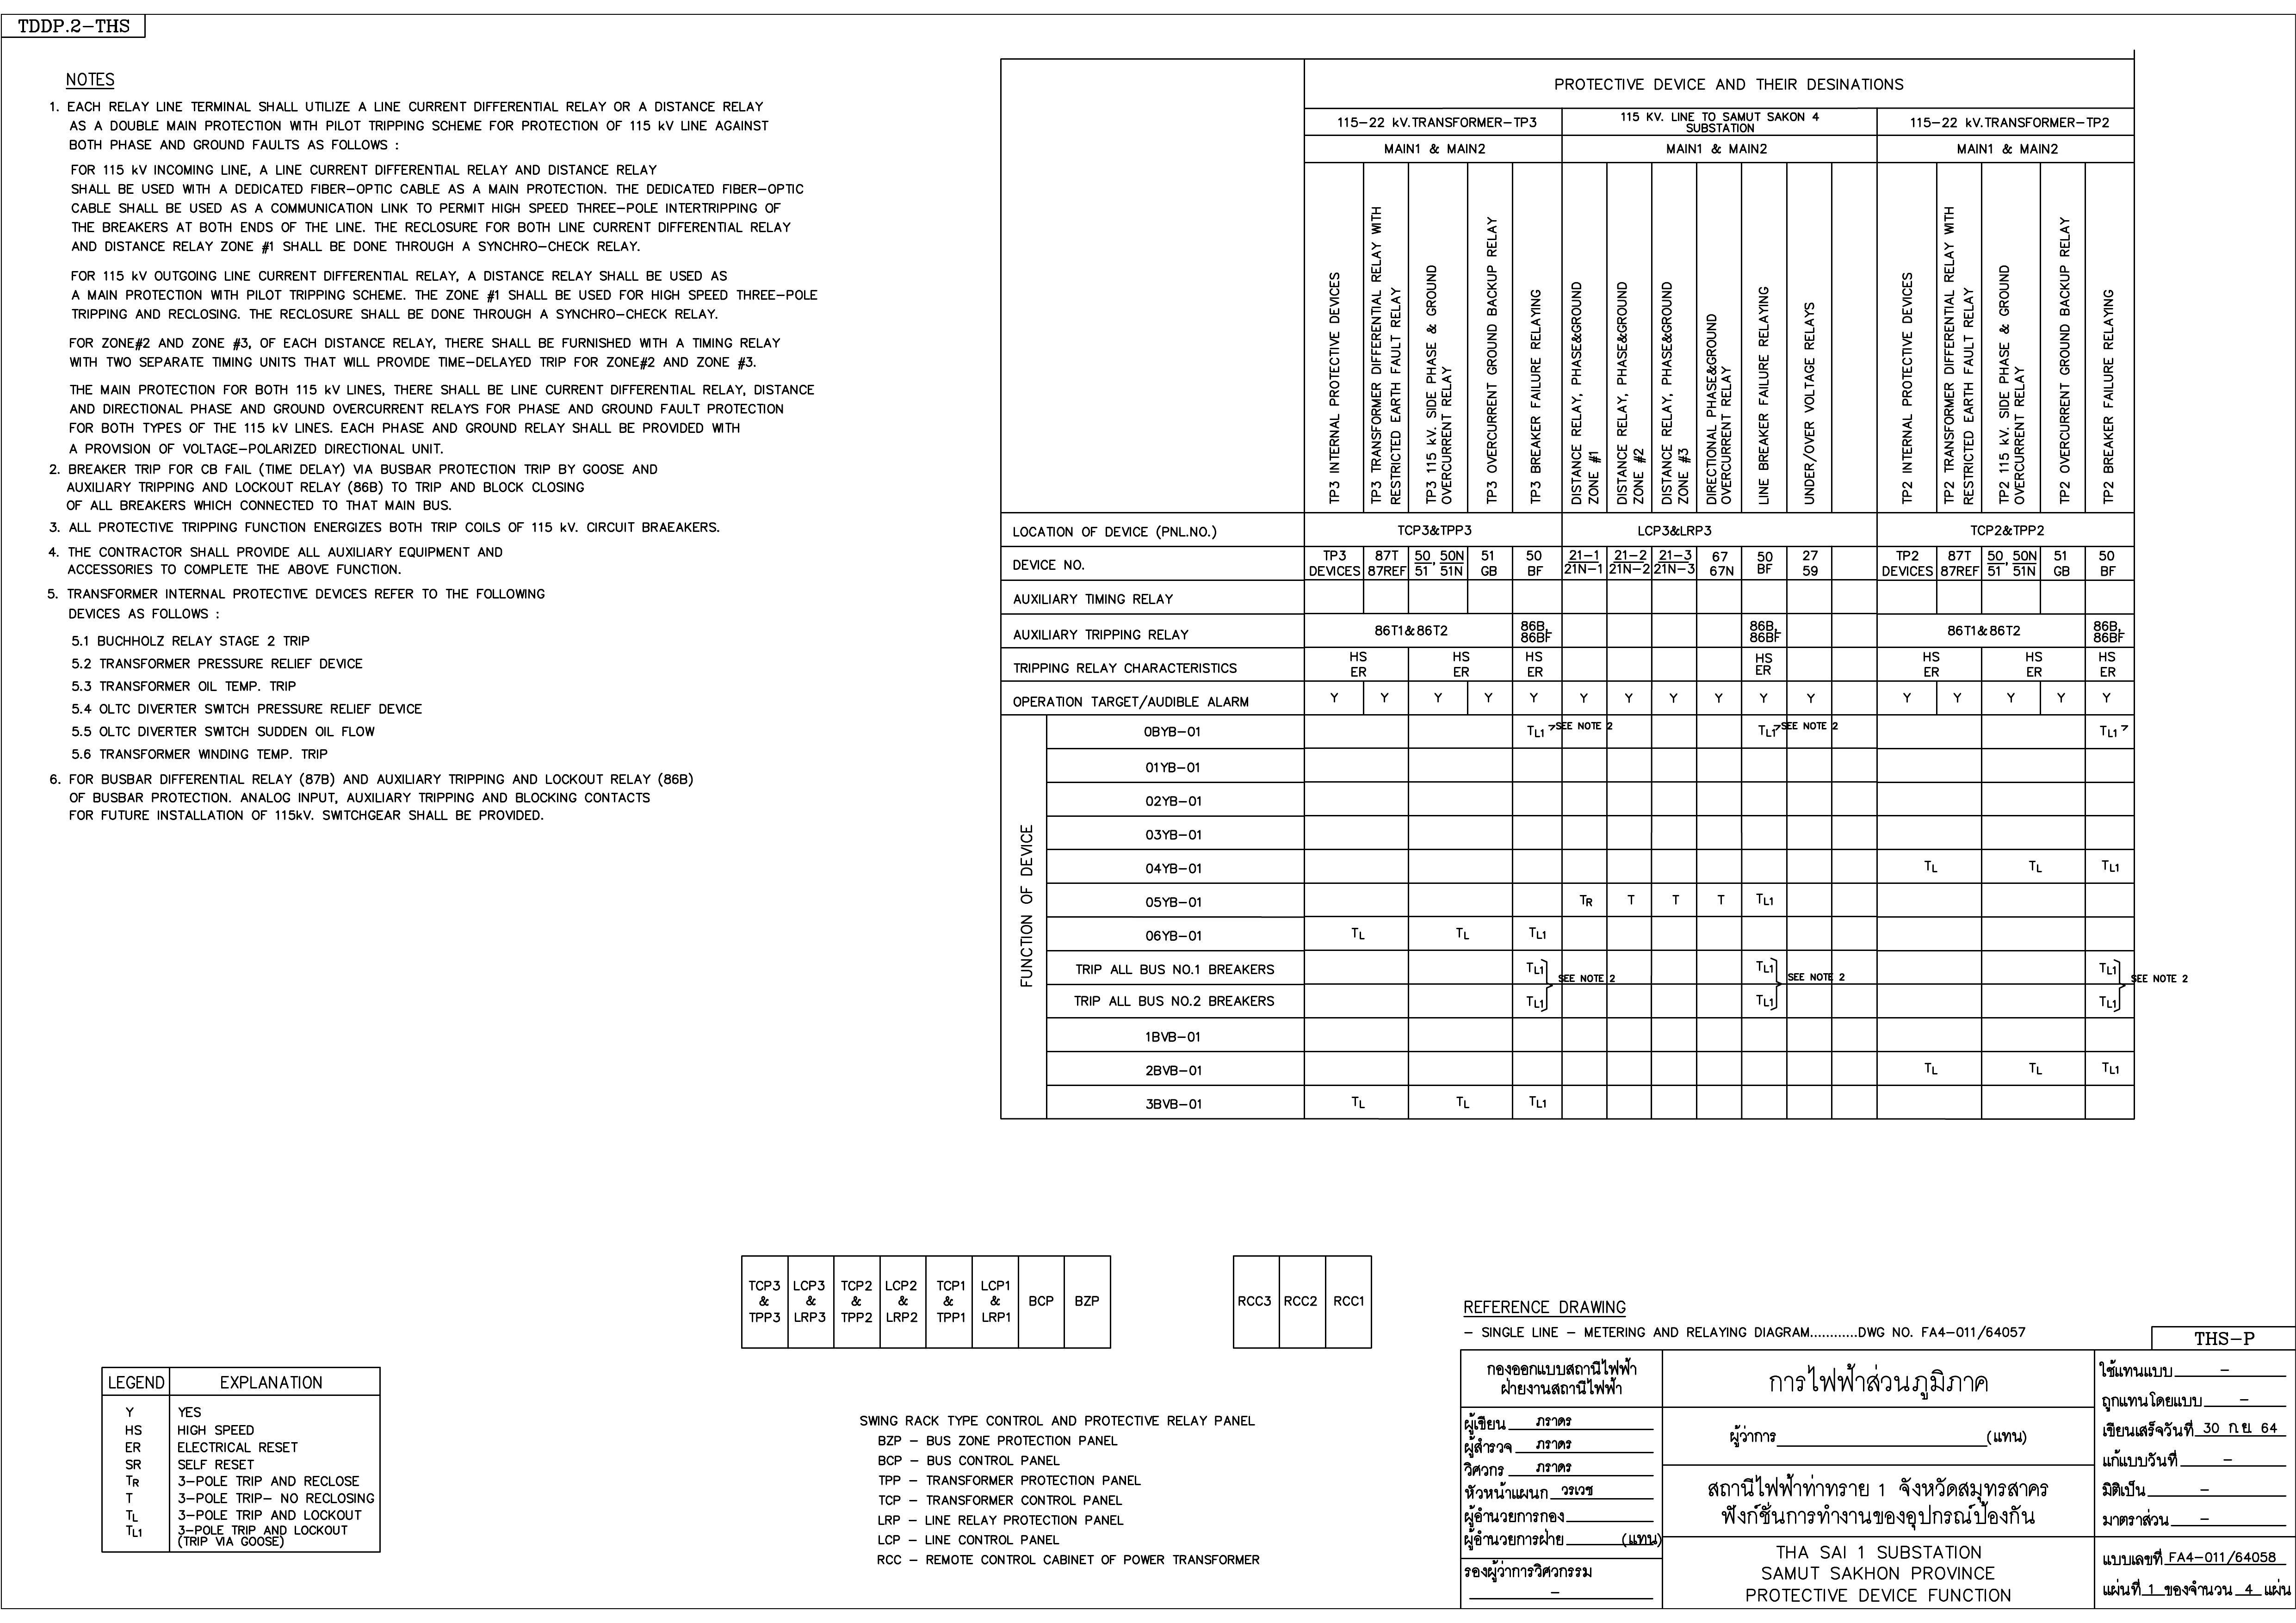 TDDP.2-THS
NOTES
1. EACH RELAY LINE TERMINAL SHALL UTILIZE A LINE CURRENT DIFFERENTIAL RELAY OR A DISTANCE RELAY
AS A DOUBLE MAIN PROTECTION WITH PILOT TRIPPING SCHEME FOR PROTECTION OF 115 kV LINE AGAINST
BOTH PHASE AND GROUND FAULTS AS FOLLOWS :
FOR 115 kV INCOMING LINE, A LINE CURRENT DIFFERENTIAL RELAY AND DISTANCE RELAY
SHALL BE USED WITH A DEDICATED FIBER-OPTIC CABLE AS A MAIN PROTECTION. THE DEDICATED FIBER-OPTIC
CABLE SHALL BE USED AS A COMMUNICATION LINK TO PERMIT HIGH SPEED THREE-POLE INTERTRIPPING OF
THE BREAKERS AT BOTH ENDS OF THE LINE. THE RECLOSURE FOR BOTH LINE CURRENT DIFFERENTIAL RELAY
AND DISTANCE RELAY ZONE #1 SHALL BE DONE THROUGH A SYNCHRO-CHECK RELAY.
FOR 115 kV OUTGOING LINE CURRENT DIFFERENTIAL RELAY, A DISTANCE RELAY SHALL BE USED AS
A MAIN PROTECTION WITH PILOT TRIPPING SCHEME. THE ZONE #1 SHALL BE USED FOR HIGH SPEED THREE-POLE
TRIPPING AND RECLOSING. THE RECLOSURE SHALL BE DONE THROUGH A SYNCHRO-CHECK RELAY.
FOR ZONE#2 AND ZONE #3, OF EACH DISTANCE RELAY, THERE SHALL BE FURNISHED WITH A TIMING RELAY
WITH TWO SEPARATE TIMING UNITS THAT WILL PROVIDE TIME-DELAYED TRIP FOR ZONE#2 AND ZONE #3.
THE MAIN PROTECTION FOR BOTH 115 kV LINES, THERE SHALL BE LINE CURRENT DIFFERENTIAL RELAY, DISTANCE
AND DIRECTIONAL PHASE AND GROUND OVERCURRENT RELAYS FOR PHASE AND GROUND FAULT PROTECTION
FOR BOTH TYPES OF THE 115 kV LINES. EACH PHASE AND GROUND RELAY SHALL BE PROVIDED WITH
A PROVISION OF VOLTAGE-POLARIZED DIRECTIONAL UNIT.
2. BREAKER TRIP FOR CB FAIL (TIME DELAY) VIA BUSBAR PROTECTION TRIP BY GOOSE AND
AUXILIARY TRIPPING AND LOCKOUT RELAY (86B) TO TRIP AND BLOCK CLOSING
OF ALL BREAKERS WHICH CONNECTED TO THAT MAIN BUS.
3. ALL PROTECTIVE TRIPPING FUNCTION ENERGIZES BOTH TRIP COILS OF 115 kV. CIRCUIT BRAEAKERS.
4. THE CONTRACTOR SHALL PROVIDE ALL AUXILIARY EQUIPMENT AND
ACCESSORIES TO COMPLETE THE ABOVE FUNCTION.
5. TRANSFORMER INTERNAL PROTECTIVE DEVICES REFER TO THE FOLLOWING
DEVICES AS FOLLOWS :
5.1 BUCHHOLZ RELAY STAGE 2 TRIP
5.2 TRANSFORMER PRESSURE RELIEF DEVICE
5.3 TRANSFORMER OIL TEMP. TRIP
5.4 OLTC DIVERTER SWITCH PRESSURE RELIEF DEVICE
5.5 OLTC DIVERTER SWITCH SUDDEN OIL FLOW
5.6 TRANSFORMER WINDING TEMP. TRIP
6. FOR BUSBAR DIFFERENTIAL RELAY (87B) AND AUXILIARY TRIPPING AND LOCKOUT RELAY (86B)
OF BUSBAR PROTECTION. ANALOG INPUT, AUXILIARY TRIPPING AND BLOCKING CONTACTS
FOR FUTURE INSTALLATION OF 115kV. SWITCHGEAR SHALL BE PROVIDED.
PROTECTIVE DEVICE AND THEIR DESINATIONS
115-22 kV.TRANSFORMER-TP3
115 KV. LINE TO SAMUT SAKON 4
SUBSTATION
115-22 kV.TRANSFORMER-TP2
MAIN1 & MAIN2 MAIN1 & MAIN2 MAIN1 & MAIN2
TP3 INTERNAL PROTECTIVE DEVICES
TP3 TRANSFORMER DIFFERENTIAL RELAY WITH
RESTRICTED EARTH FAULT RELAY
TP3 115 kV. SIDE PHASE & GROUND
OVERCURRENT RELAY
TP3 OVERCURRENT GROUND BACKUP RELAY
TP3 BREAKER FAILURE RELAYING
DISTANCE RELAY, PHASE&GROUND
ZONE #1
DISTANCE RELAY, PHASE&GROUND
ZONE #2
DISTANCE RELAY, PHASE&GROUND
ZONE #3
DIRECTIONAL PHASE&GROUND
OVERCURRENT RELAY
LINE BREAKER FAILURE RELAYING
UNDER/OVER VOLTAGE RELAYS
TP2 INTERNAL PROTECTIVE DEVICES
TP2 TRANSFORMER DIFFERENTIAL RELAY WITH
RESTRICTED EARTH FAULT RELAY
TP2 115 kV. SIDE PHASE & GROUND
OVERCURRENT RELAY
TP2 OVERCURRENT GROUND BACKUP RELAY
TP2 BREAKER FAILURE RELAYING
LOCATION OF DEVICE (PNL.NO.) TCP3&TPP3 LCP3&LRP3 TCP2&TPP2
DEVICE NO.
TP3 87T 50, 50N 51 50 21-1 21-2 21-3 67 50 27 TP2 87T 50, 50N 51 50
DEVICES 87REF 51 51N GB BF 21N-1 21N-2 21N-3 67N BF 59 DEVICES 87REF 51 51N GB BF
AUXILIARY TIMING RELAY
AUXILIARY TRIPPING RELAY 86T1&86T2 86B, 86B, 86T1&86T2 86B,
86BF 86BF 86BF
TRIPPING RELAY CHARACTERISTICS HS HS HS HS HS HS HS
ER ER ER ER ER ER ER
OPERATION TARGET/AUDIBLE ALARM Y Y Y Y Y Y Y Y Y Y Y Y Y Y Y Y
FUNCTION OF DEVICE
0BYB-01 TL1 SEE NOTE 2 TL1 SEE NOTE 2 TL1
01YB-01
02YB-01
03YB-01
04YB-01 TL TL TL1
05YB-01 TR T T T TL1
06YB-01 TL TL TL1
TRIP ALL BUS NO.1 BREAKERS TL1 TL1 TL1
SEE NOTE 2 SEE NOTE 2 SEE NOTE 2
TRIP ALL BUS NO.2 BREAKERS TL1 TL1 TL1
1BVB-01
2BVB-01 TL TL TL1
3BVB-01 TL TL TL1
TCP3 LCP3 TCP2 LCP2 TCP1 LCP1
& & & & & & BCP BZP RCC3 RCC2 RCC1
TPP3 LRP3 TPP2 LRP2 TPP1 LRP1
LEGEND EXPLANATION
Y YES
HS HIGH SPEED
ER ELECTRICAL RESET
SR SELF RESET
TR 3-POLE TRIP AND RECLOSE
T 3-POLE TRIP- NO RECLOSING
TL 3-POLE TRIP AND LOCKOUT
TL1 3-POLE TRIP AND LOCKOUT
(TRIP VIA GOOSE)
SWING RACK TYPE CONTROL AND PROTECTIVE RELAY PANEL
BZP - BUS ZONE PROTECTION PANEL
BCP - BUS CONTROL PANEL
TPP - TRANSFORMER PROTECTION PANEL
TCP - TRANSFORMER CONTROL PANEL
LRP - LINE RELAY PROTECTION PANEL
LCP - LINE CONTROL PANEL
RCC - REMOTE CONTROL CABINET OF POWER TRANSFORMER
REFERENCE DRAWING
- SINGLE LINE - METERING AND RELAYING DIAGRAM............DWG NO. FA4-011/64057
THS-P
กองออกแบบสถานีไฟฟ้า
ฝ่ายงานสถานีไฟฟ้า
ผู้เขียน ภราดร
ผู้สำรวจ ภราดร
วิศวกร ภราดร
หัวหน้าแผนก วรเวช
ผู้อำนวยการกอง
ผู้อำนวยการฝ่าย (แทน)
รองผู้ว่าการวิศวกรรม
-
การไฟฟ้าส่วนภูมิภาค
ผู้ว่าการ (แทน)
สถานีไฟฟ้าท่าทราย 1 จังหวัดสมุทรสาคร
ฟังก์ชั่นการทำงานของอุปกรณ์ป้องกัน
THA SAI 1 SUBSTATION
SAMUT SAKHON PROVINCE
PROTECTIVE DEVICE FUNCTION
ใช้แทนแบบ -
ถูกแทนโดยแบบ -
เขียนเสร็จวันที่ 30 ก.ย. 64
แก้แบบวันที่ -
มิติเป็น -
มาตราส่วน -
แบบเลขที่ FA4-011/64058
แผ่นที่ 1 ของจำนวน 4 แผ่น